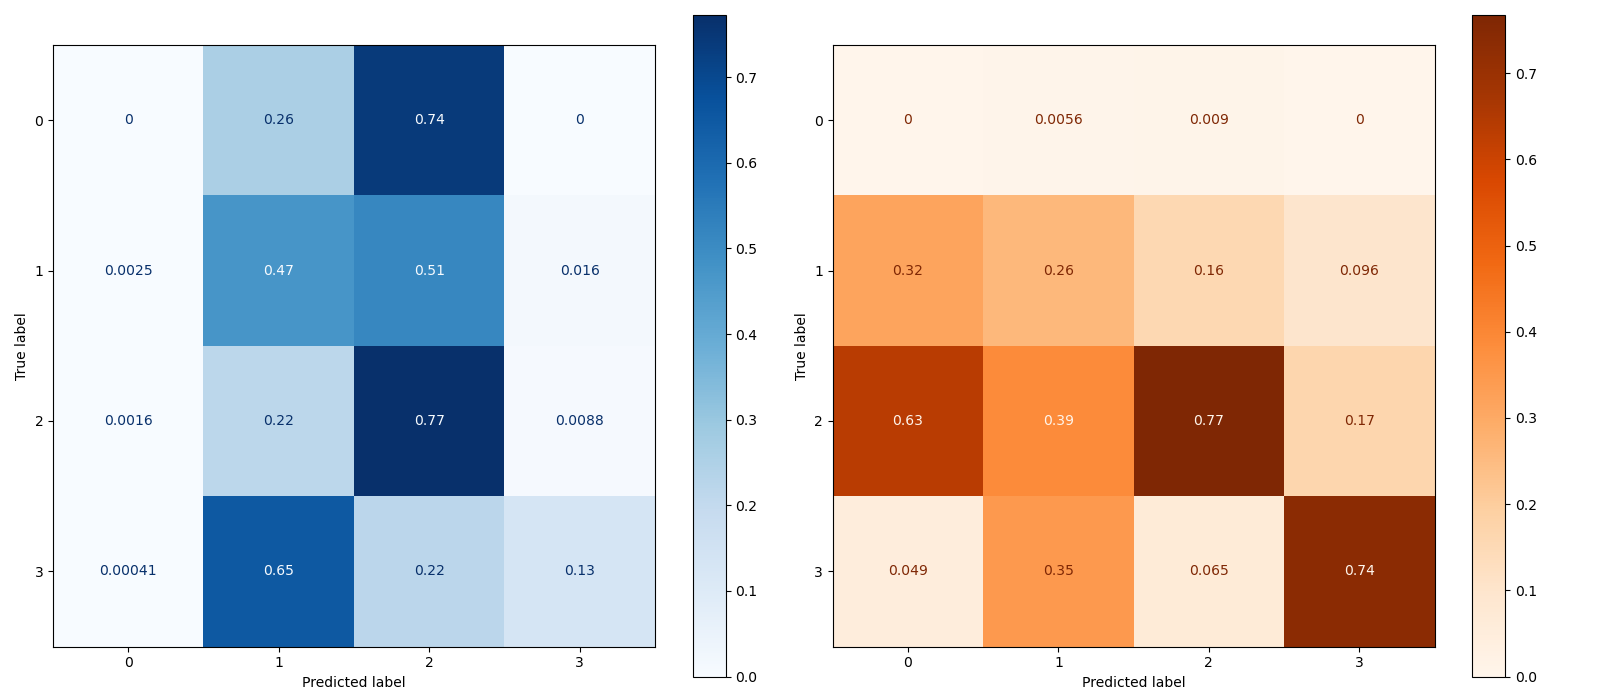 0 0 0.26 0.74 0
1 0.0025 0.47 0.51 0.016
2 0.0016 0.22 0.77 0.0088
3 0.00041 0.65 0.22 0.13
0 1 2 3
True label
Predicted label
0.7
0.6
0.5
0.4
0.3
0.2
0.1
0.0
0 0 0.0056 0.009 0
1 0.32 0.26 0.16 0.096
2 0.63 0.39 0.77 0.17
3 0.049 0.35 0.065 0.74
0 1 2 3
True label
Predicted label
0.7
0.6
0.5
0.4
0.3
0.2
0.1
0.0